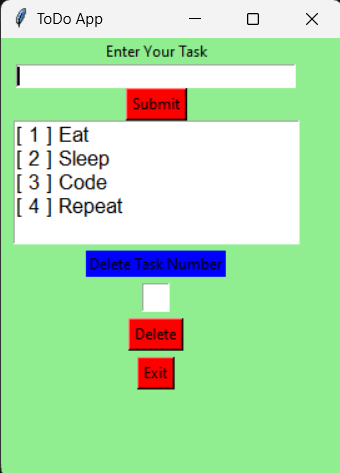 ToDo App
Enter Your Task
Submit
[ 1 ] Eat
[ 2 ] Sleep
[ 3 ] Code
[ 4 ] Repeat
Delete Task Number
Delete
Exit